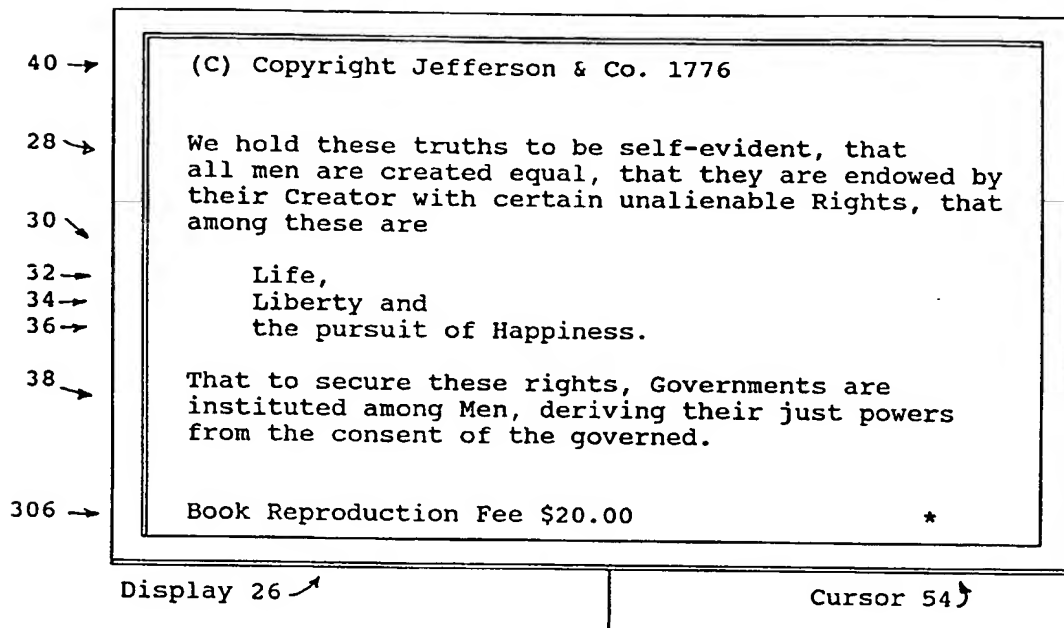 40 → (C) Copyright Jefferson & Co. 1776
28 → We hold these truths to be self-evident, that
all men are created equal, that they are endowed by
their Creator with certain unalienable Rights, that
30 → among these are
32 → Life,
34 → Liberty and
36 → the pursuit of Happiness.
38 → That to secure these rights, Governments are
instituted among Men, deriving their just powers
from the consent of the governed.
306 → Book Reproduction Fee $20.00 *
Display 26 Cursor 54